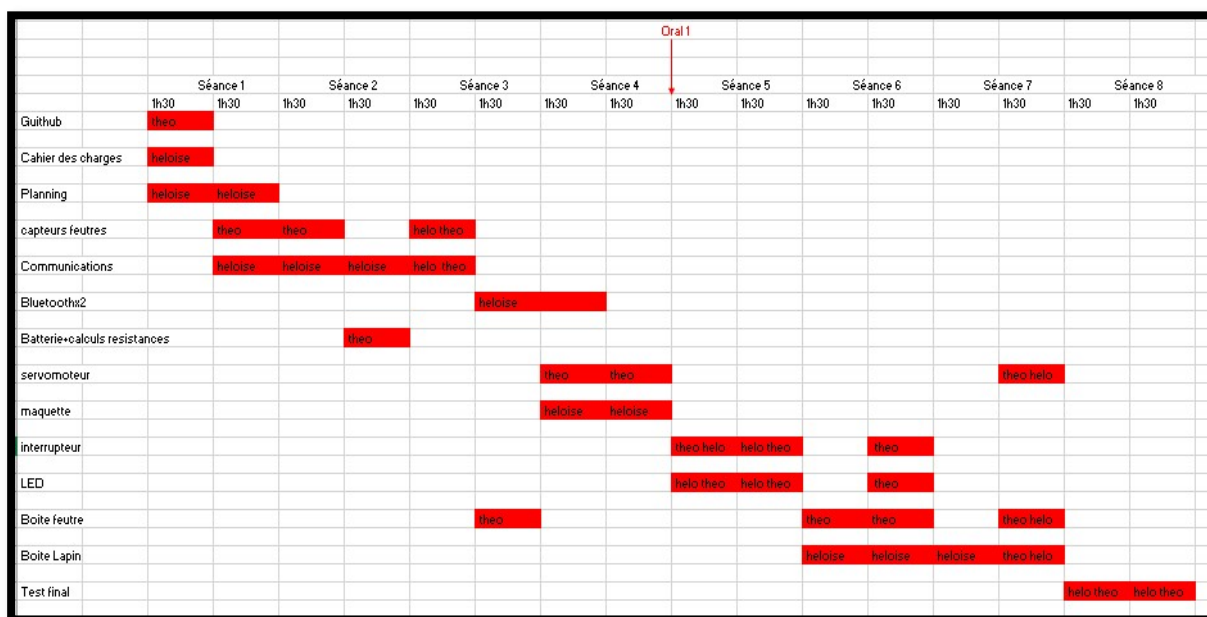 Oral 1
Séance 1 Séance 2 Séance 3 Séance 4 Séance 5 Séance 6 Séance 7 Séance 8
1h30 1h30 1h30 1h30 1h30 1h30 1h30 1h30 1h30 1h30 1h30 1h30 1h30 1h30 1h30 1h30
Guithub theo
Cahier des charges heloise
Planning heloise heloise
capteurs feutres theo theo helo theo
Communications heloise heloise heloise helo theo
Bluetoothx2 heloise
Batterie+calculs resistances theo
servomoteur theo theo theo helo
maquette heloise heloise
interrupteur theo helo helo theo theo
LED helo theo helo theo theo
Boite feutre theo theo theo theo helo
Boite Lapin heloise heloise heloise theo helo
Test final helo theo helo theo